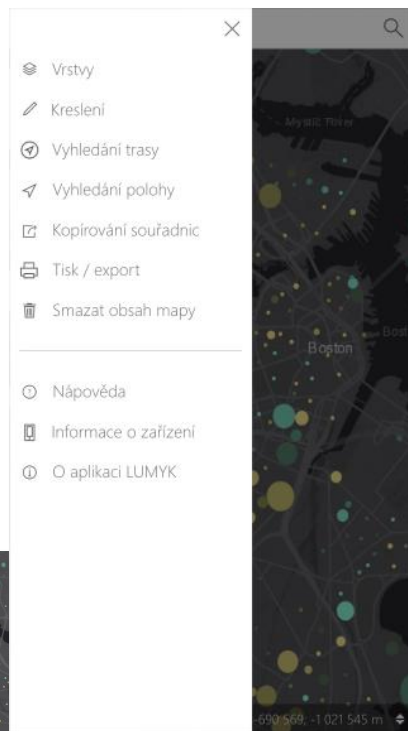 Vrstvy
Kreslení
Vyhledání trasy
Vyhledání polohy
Kopírování souřadnic
Tisk / export
Smazat obsah mapy
Nápověda
Informace o zařízení
O aplikaci LUMYK
Mystic River
Bost
Boston
-690 569, -1 021 545 m